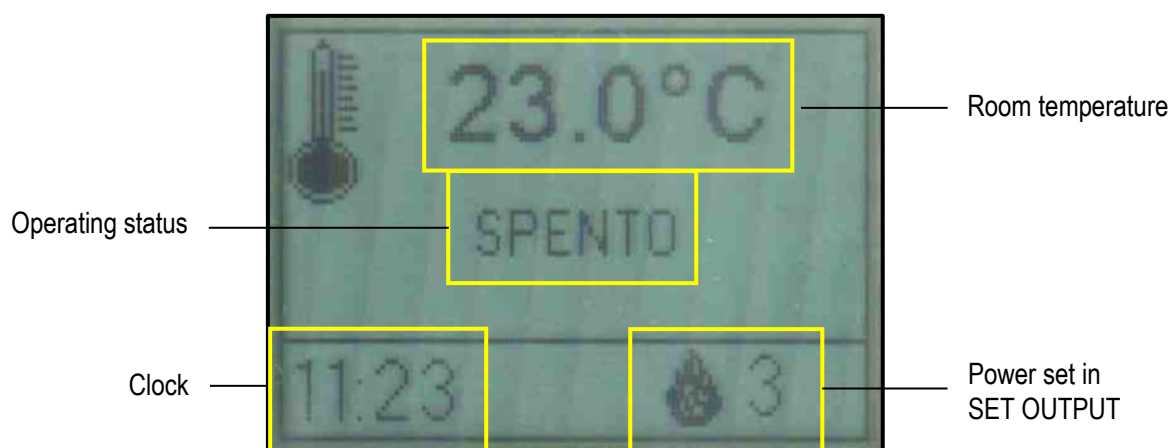 23.0°C
Room temperature
Operating status
SPENTO
Clock
11:23
3
Power set in
SET OUTPUT